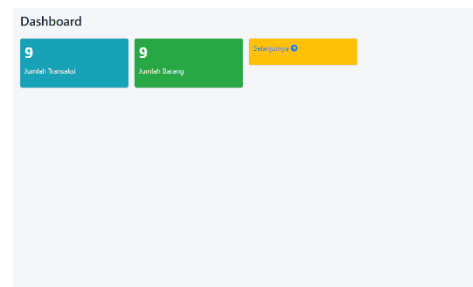 Dashboard
9
Jumlah Transaksi
9
Jumlah Barang
Selanjutnya